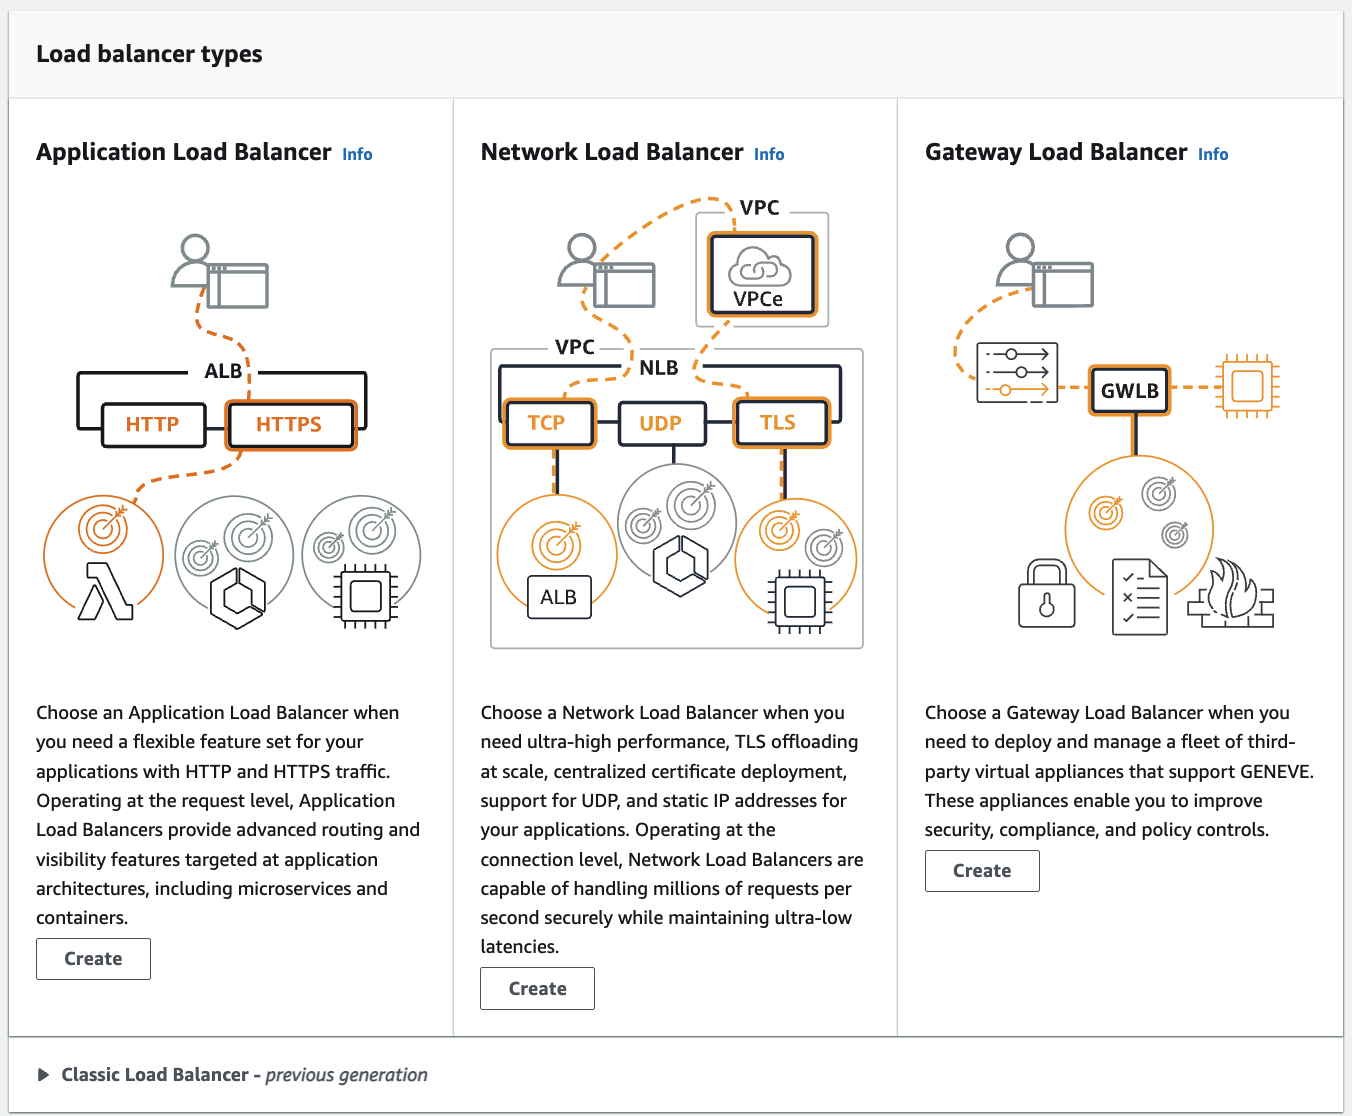 Load balancer types
Application Load Balancer Info
ALB
HTTP
HTTPS
Choose an Application Load Balancer when
you need a flexible feature set for your
applications with HTTP and HTTPS traffic.
Operating at the request level, Application
Load Balancers provide advanced routing and
visibility features targeted at application
architectures, including microservices and
containers.
Create
Network Load Balancer Info
VPC
VPCe
VPC
NLB
TCP
UDP
TLS
ALB
Choose a Network Load Balancer when you
need ultra-high performance, TLS offloading
at scale, centralized certificate deployment,
support for UDP, and static IP addresses for
your applications. Operating at the
connection level, Network Load Balancers are
capable of handling millions of requests per
second securely while maintaining ultra-low
latencies.
Create
Gateway Load Balancer Info
GWLB
Choose a Gateway Load Balancer when you
need to deploy and manage a fleet of third-
party virtual appliances that support GENEVE.
These appliances enable you to improve
security, compliance, and policy controls.
Create
Classic Load Balancer - previous generation